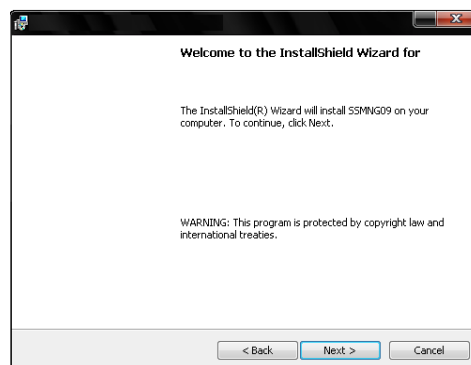 Welcome to the InstallShield Wizard for
The InstallShield(R) Wizard will install SSMNG09 on your
computer. To continue, click Next.
WARNING: This program is protected by copyright law and
international treaties.
< Back
Next >
Cancel